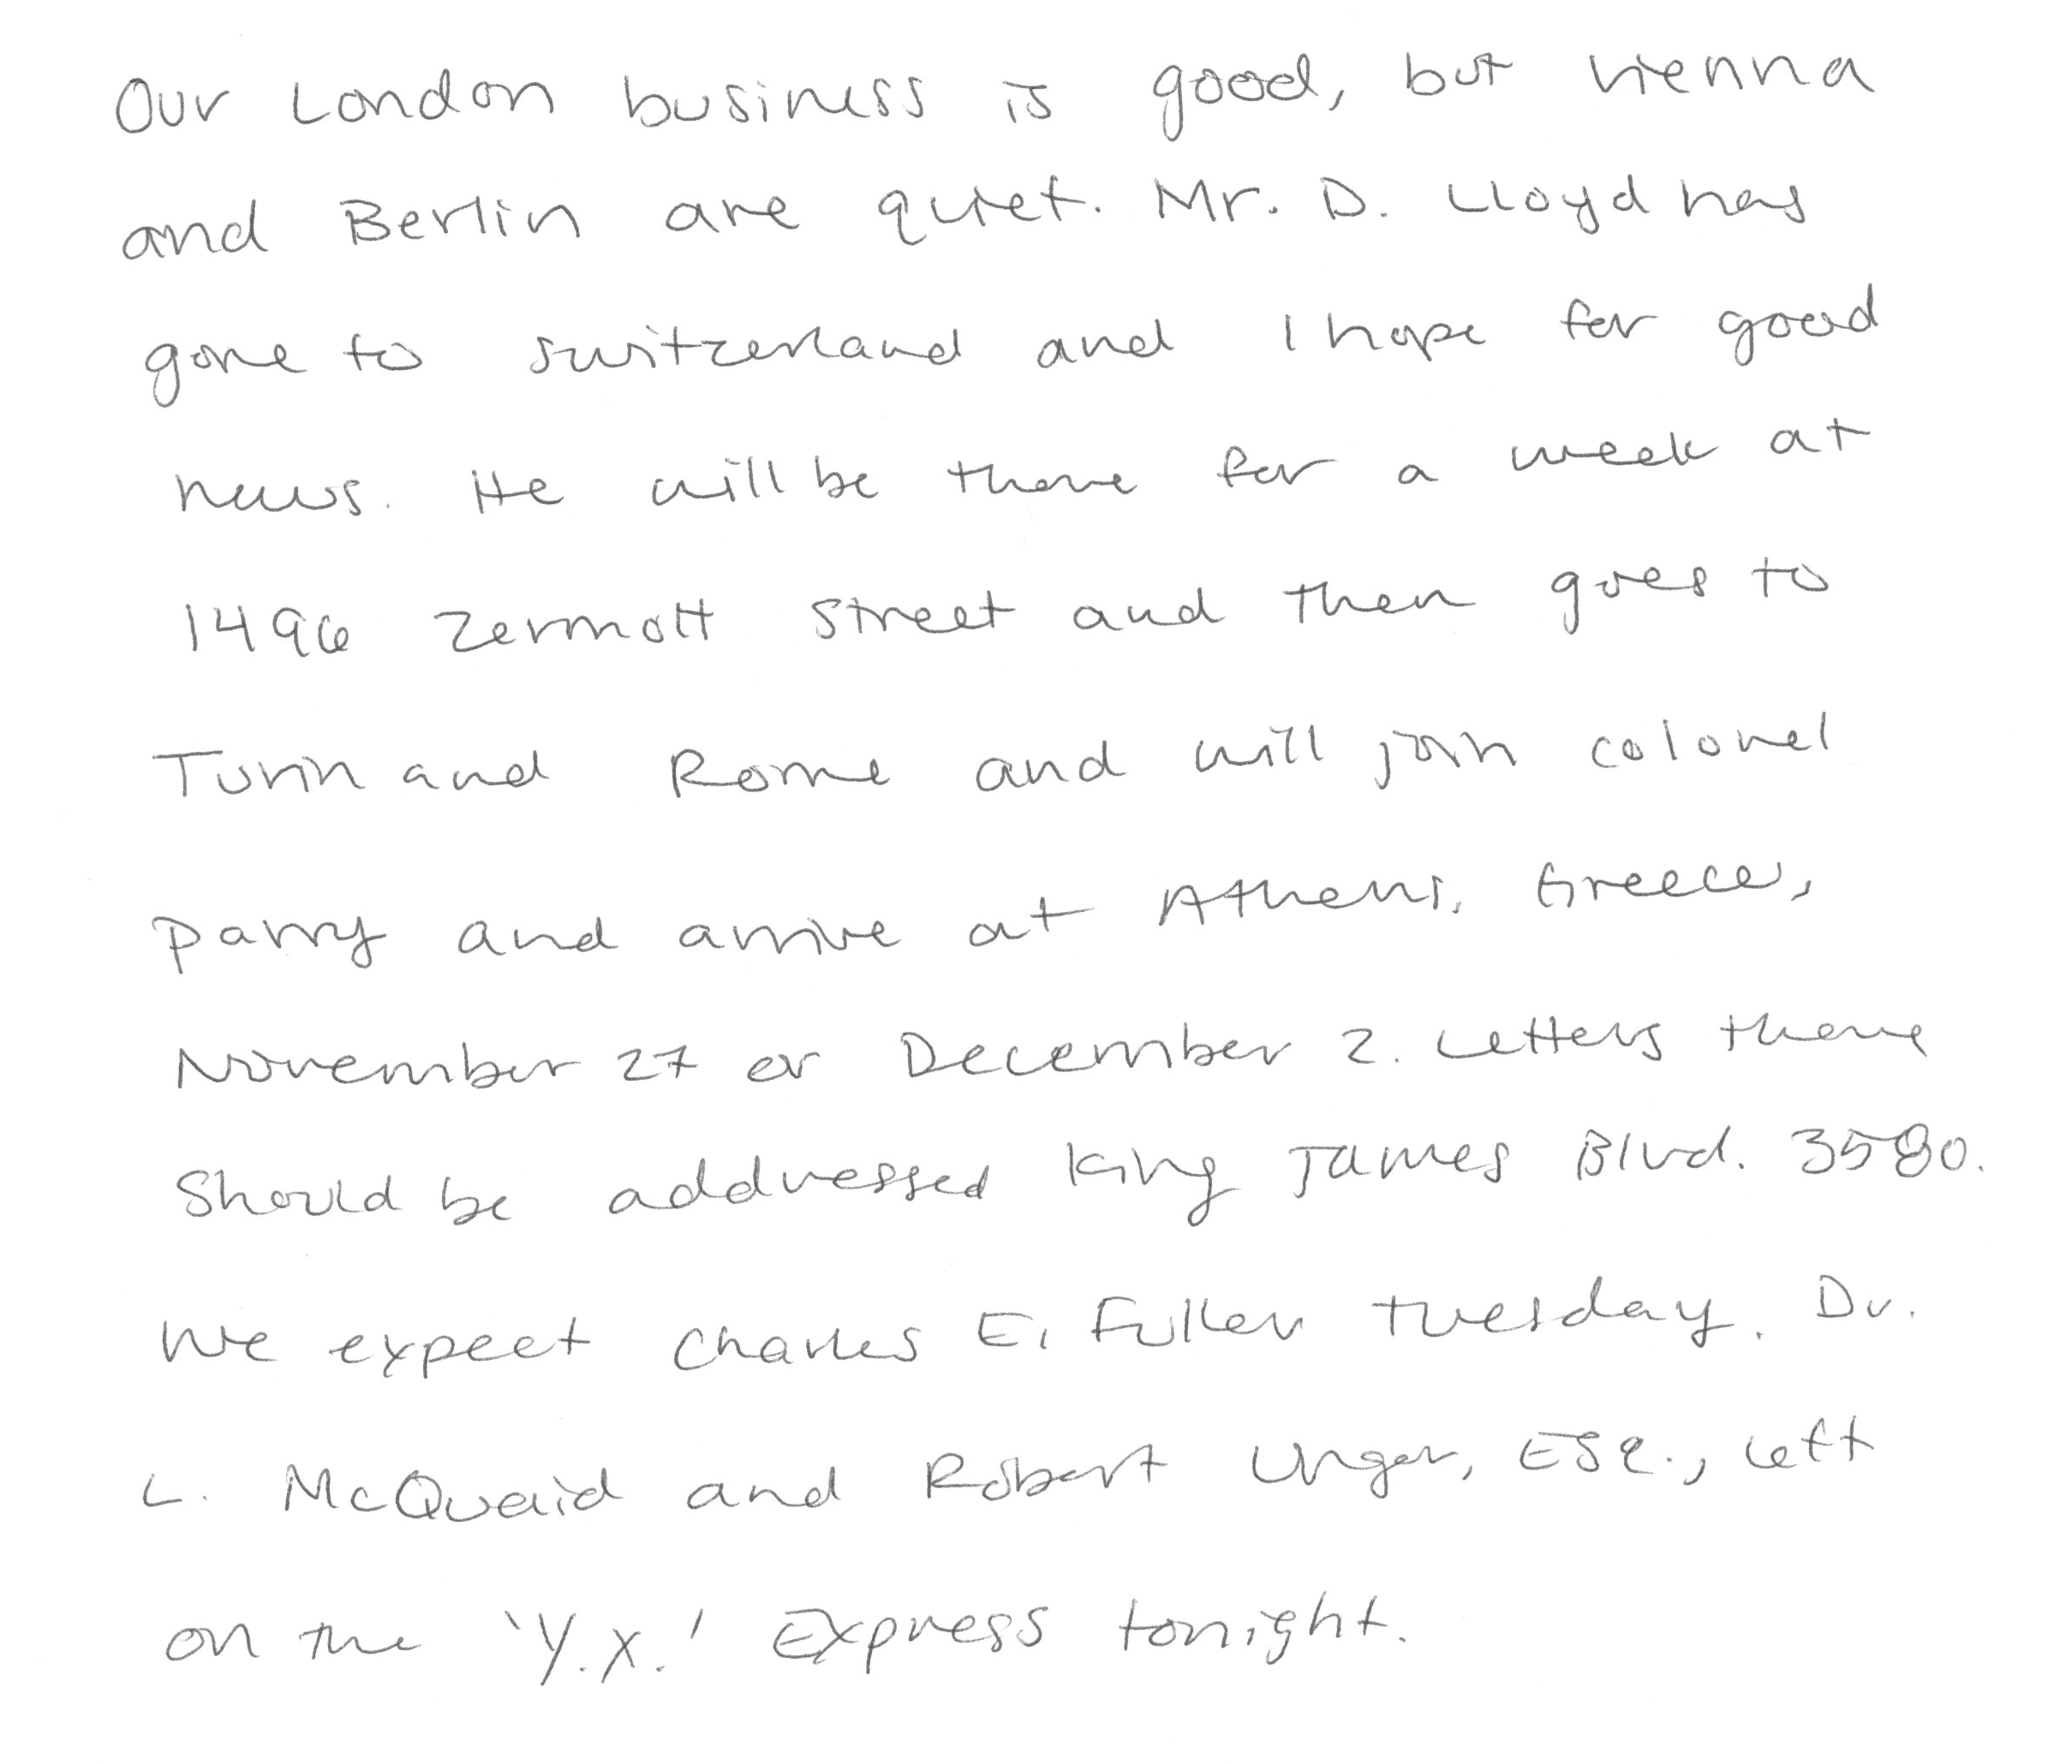 Our London business is good, but Vienna
and Berlin are quiet. Mr. D. Lloyd has
gone to Switzerland and I hope for good
news. He will be there for a week at
1496 Zermott Street and then goes to
Turin and Rome and will join Colonel
Parry and arrive at Athens, Greece,
November 27 or December 2. Letters there
Should be addressed King James Blvd. 3580.
We expect Charles E. Fuller Tuesday. Dr.
L. McQuaid and Robert Unger, Esq., left
on the 'Y.X.' Express tonight.